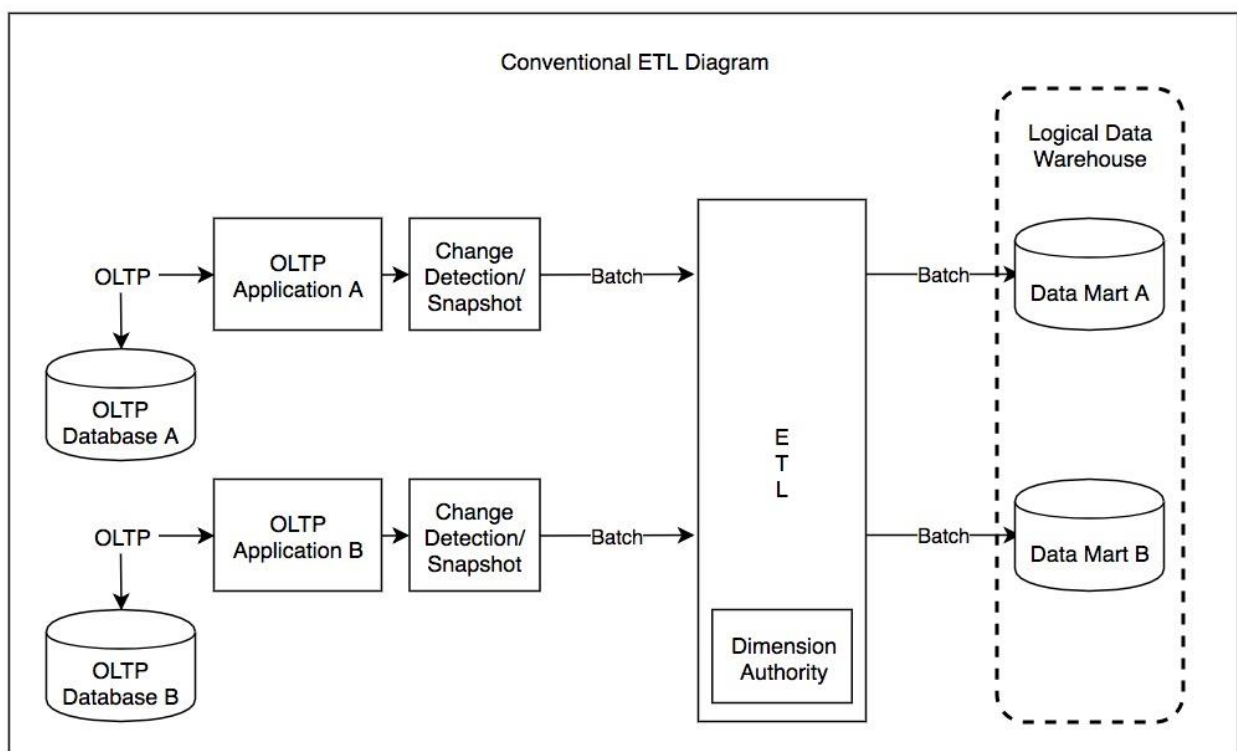 Conventional ETL Diagram
Logical Data
Warehouse
OLTP
OLTP
Application A
Change
Detection/
Snapshot
Batch
Batch
Data Mart A
OLTP
Database A
E
T
L
OLTP
OLTP
Application B
Change
Detection/
Snapshot
Batch
Batch
Data Mart B
OLTP
Database B
Dimension
Authority